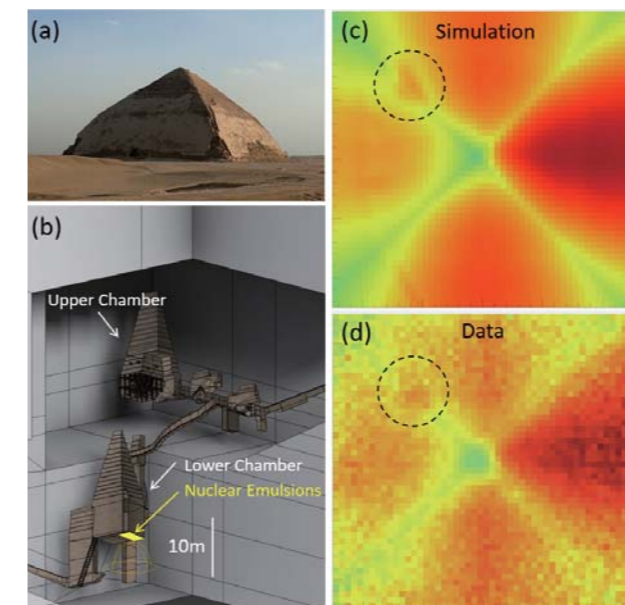 (a)
(b)
Upper Chamber
Lower Chamber
Nuclear Emulsions
10m
(c)
Simulation
(d)
Data